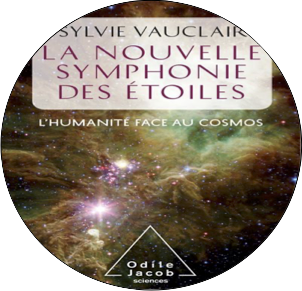 SYLVIE VAUCLAIR
LA NOUVELLE
SYMPHONIE
DES ÉTOILES
L'HUMANITÉ FACE AU COSMOS
Odile
Jacob
sciences